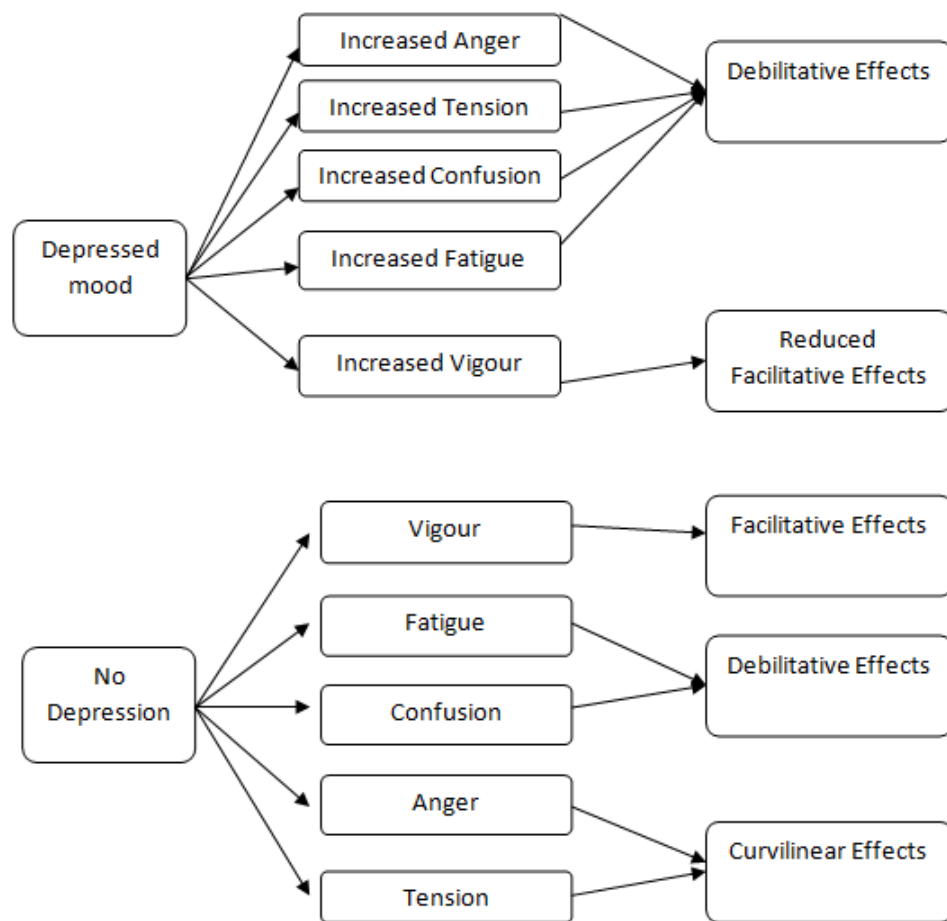 Increased Anger
Increased Tension
Increased Confusion
Increased Fatigue
Increased Vigour
Depressed
mood
Debilitative Effects
Reduced
Facilitative Effects
No
Depression
Vigour
Fatigue
Confusion
Anger
Tension
Facilitative Effects
Debilitative Effects
Curvilinear Effects